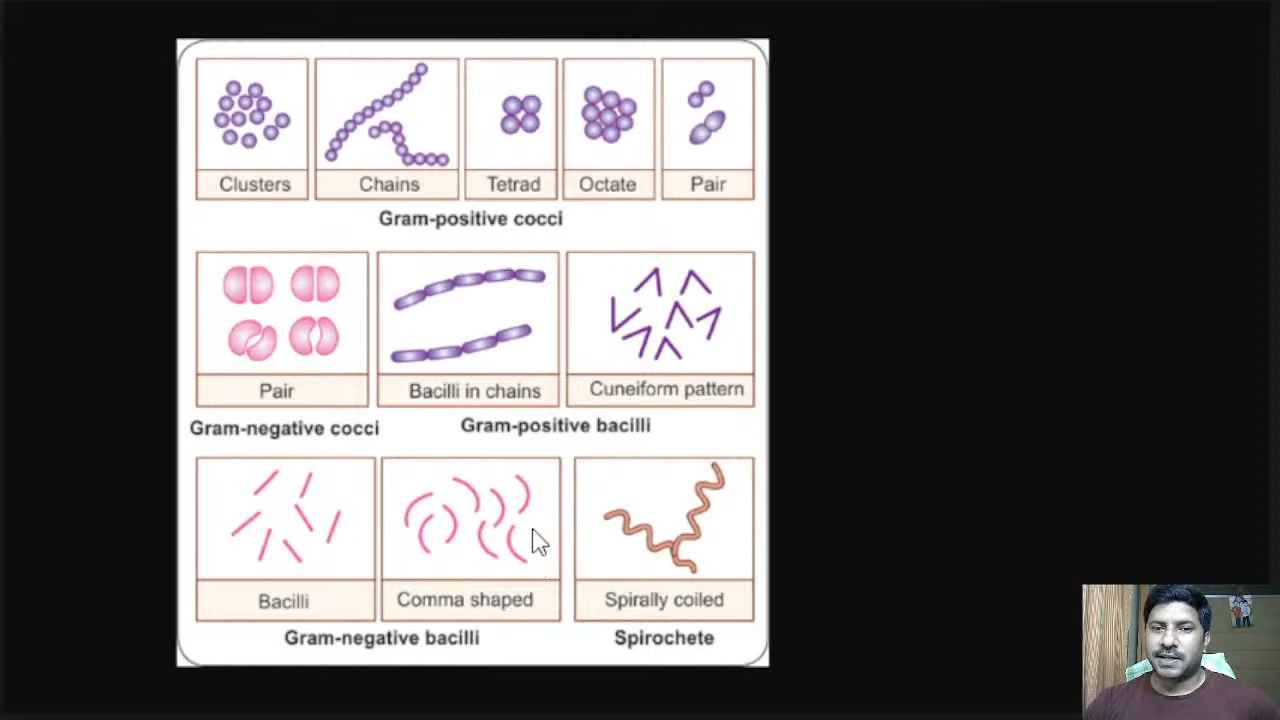 Clusters
Chains
Tetrad
Octate
Pair
Gram-positive cocci
Pair
Bacilli in chains
Cuneiform pattern
Gram-negative cocci
Gram-positive bacilli
Bacilli
Comma shaped
Spirally coiled
Gram-negative bacilli
Spirochete